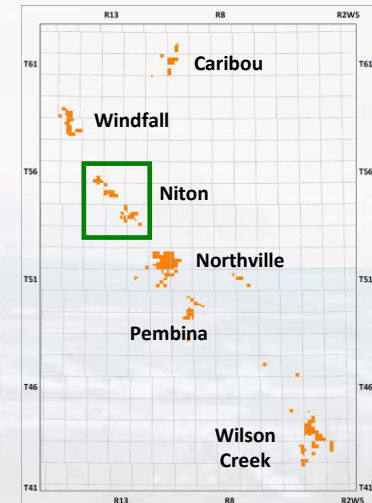 R13 R8 R2W5
T61 T61
Caribou
Windfall
T56 T56
Niton
Northville
T51 T51
Pembina
T46 T46
Wilson
Creek
T41 T41
R13 R8 R2W5